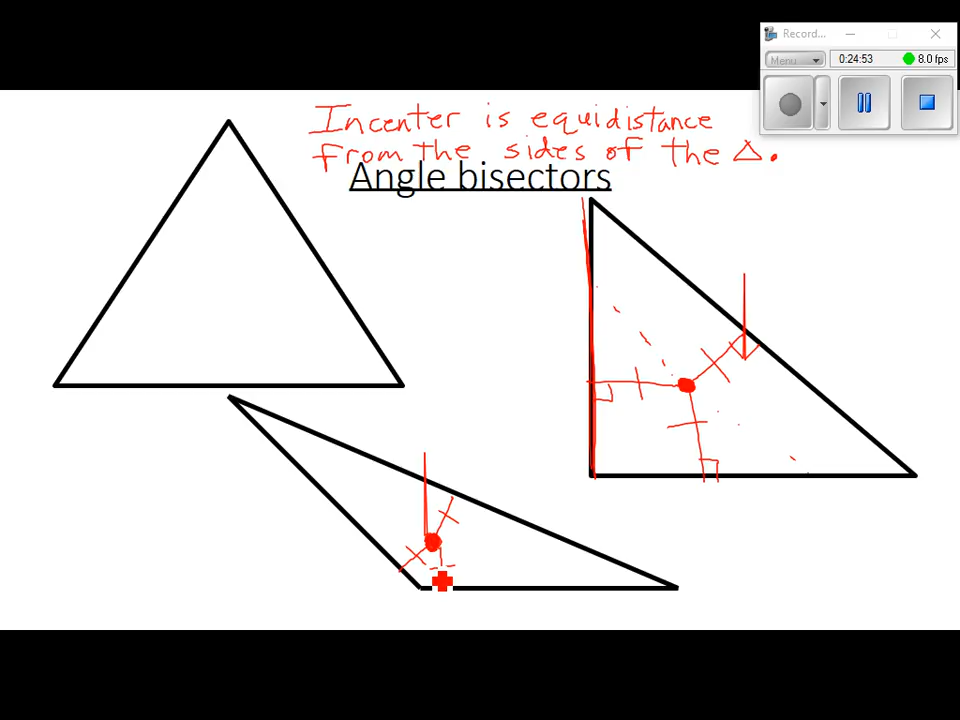 Record...
Menu
0:24:53
8.0 fps
Incenter is equidistance
from the sides of the Δ.
Angle bisectors